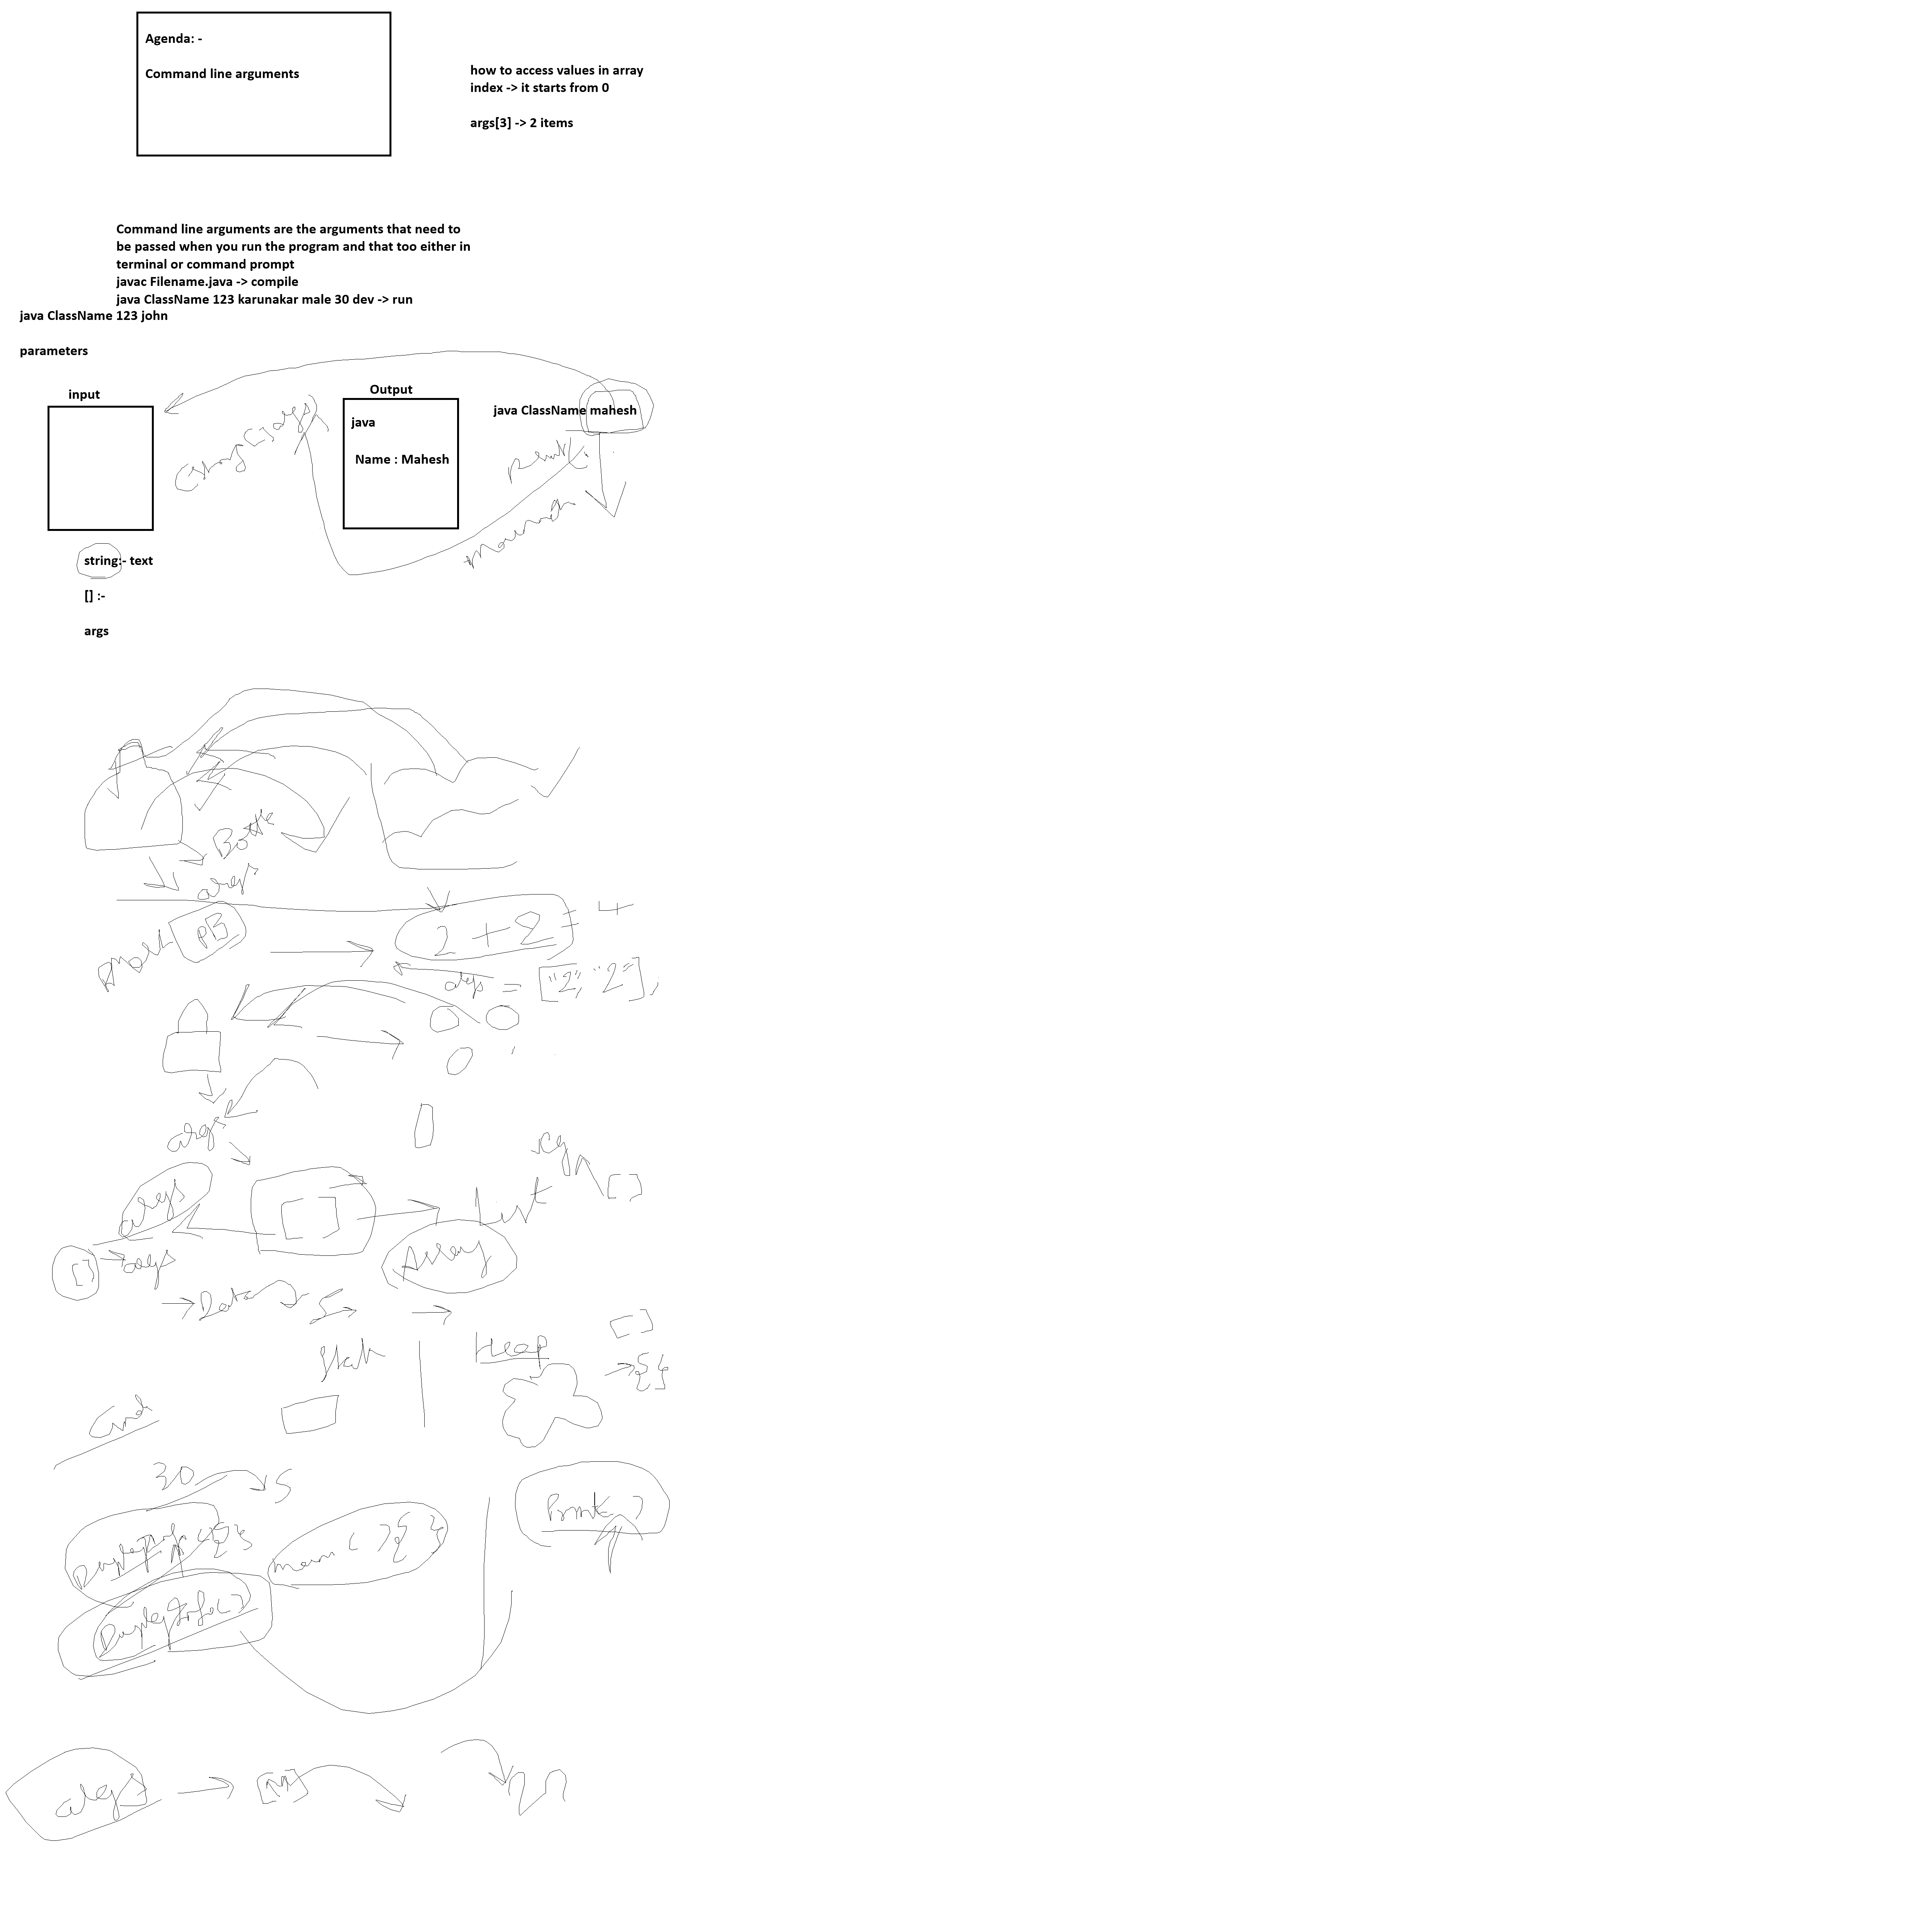 Agenda: -
Command line arguments
how to access values in array
index -> it starts from 0
args[3] -> 2 items
Command line arguments are the arguments that need to
be passed when you run the program and that too either in
terminal or command prompt
javac Filename.java -> compile
java ClassName 123 karunakar male 30 dev -> run
java ClassName 123 john
parameters
input
Output
java
Name : Mahesh
java ClassName mahesh
string:- text
[] :-
args
Bottle
args
PB
2 + 2 = 4
args = ["2", "2"],
args
args
[ ]
List
[ ]
[ ] args
Array
Data
Heap
[ ]
30
5
main ( ) { }
Print( )
args